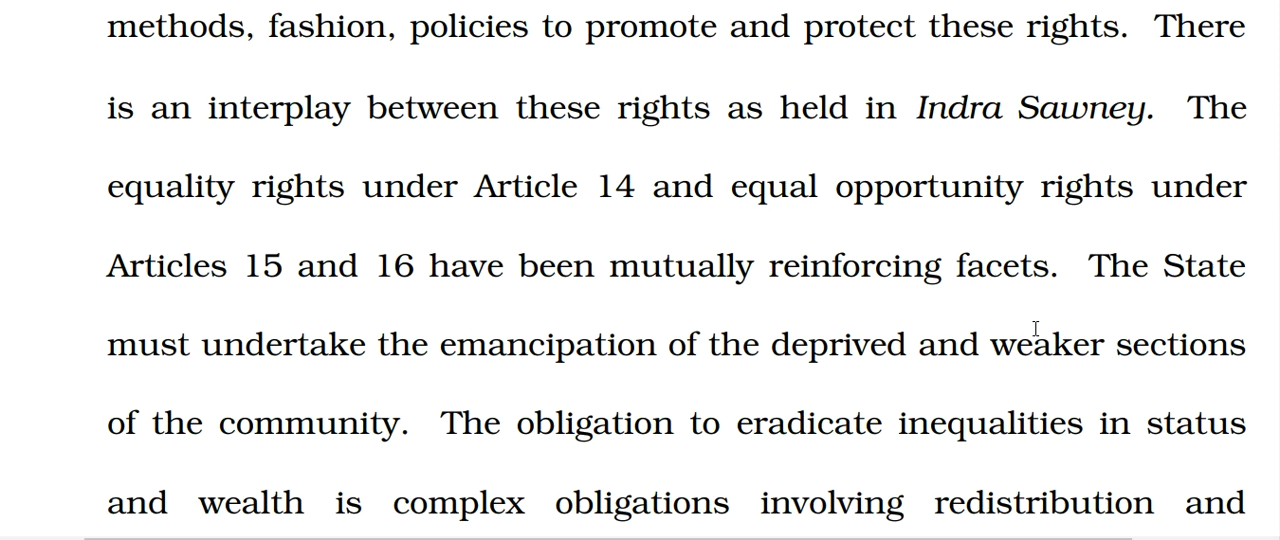 methods, fashion, policies to promote and protect these rights. There
is an interplay between these rights as held in Indra Sawney. The
equality rights under Article 14 and equal opportunity rights under
Articles 15 and 16 have been mutually reinforcing facets. The State
must undertake the emancipation of the deprived and weaker sections
of the community. The obligation to eradicate inequalities in status
and wealth is complex obligations involving redistribution and